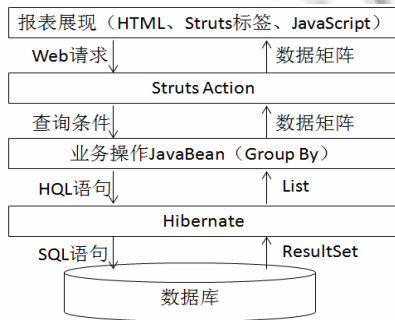 报表展现（HTML、Struts标签、JavaScript）
Web请求 数据矩阵
Struts Action
查询条件 数据矩阵
业务操作JavaBean（Group By）
HQL语句 List
Hibernate
SQL语句 ResultSet
数据库